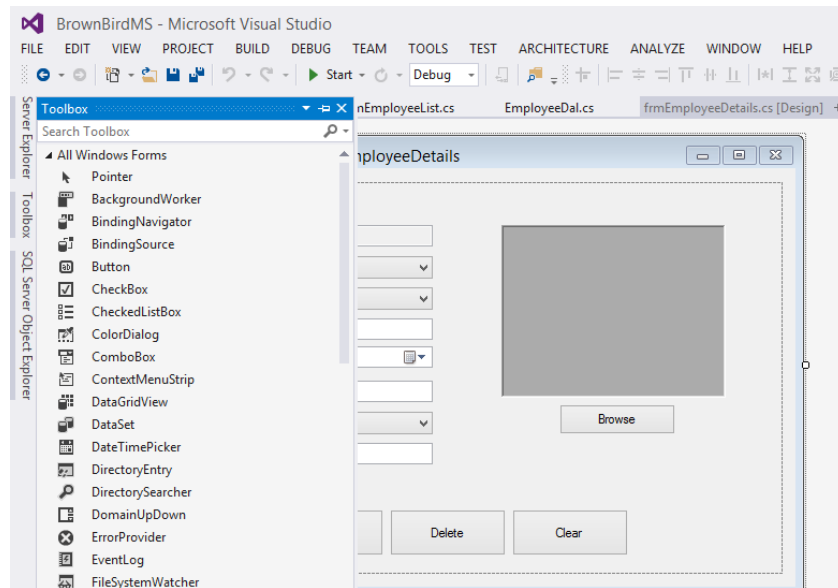 BrownBirdMS - Microsoft Visual Studio
FILE EDIT VIEW PROJECT BUILD DEBUG TEAM TOOLS TEST ARCHITECTURE ANALYZE WINDOW HELP
Start Debug
Server Explorer
Toolbox
SQL Server Object Explorer
Toolbox
Search Toolbox
All Windows Forms
Pointer
BackgroundWorker
BindingNavigator
BindingSource
Button
CheckBox
CheckedListBox
ColorDialog
ComboBox
ContextMenuStrip
DataGridView
DataSet
DateTimePicker
DirectoryEntry
DirectorySearcher
DomainUpDown
ErrorProvider
EventLog
FileSystemWatcher
nEmployeeList.cs EmployeeDal.cs frmEmployeeDetails.cs [Design]
nployeeDetails
Browse
Delete Clear